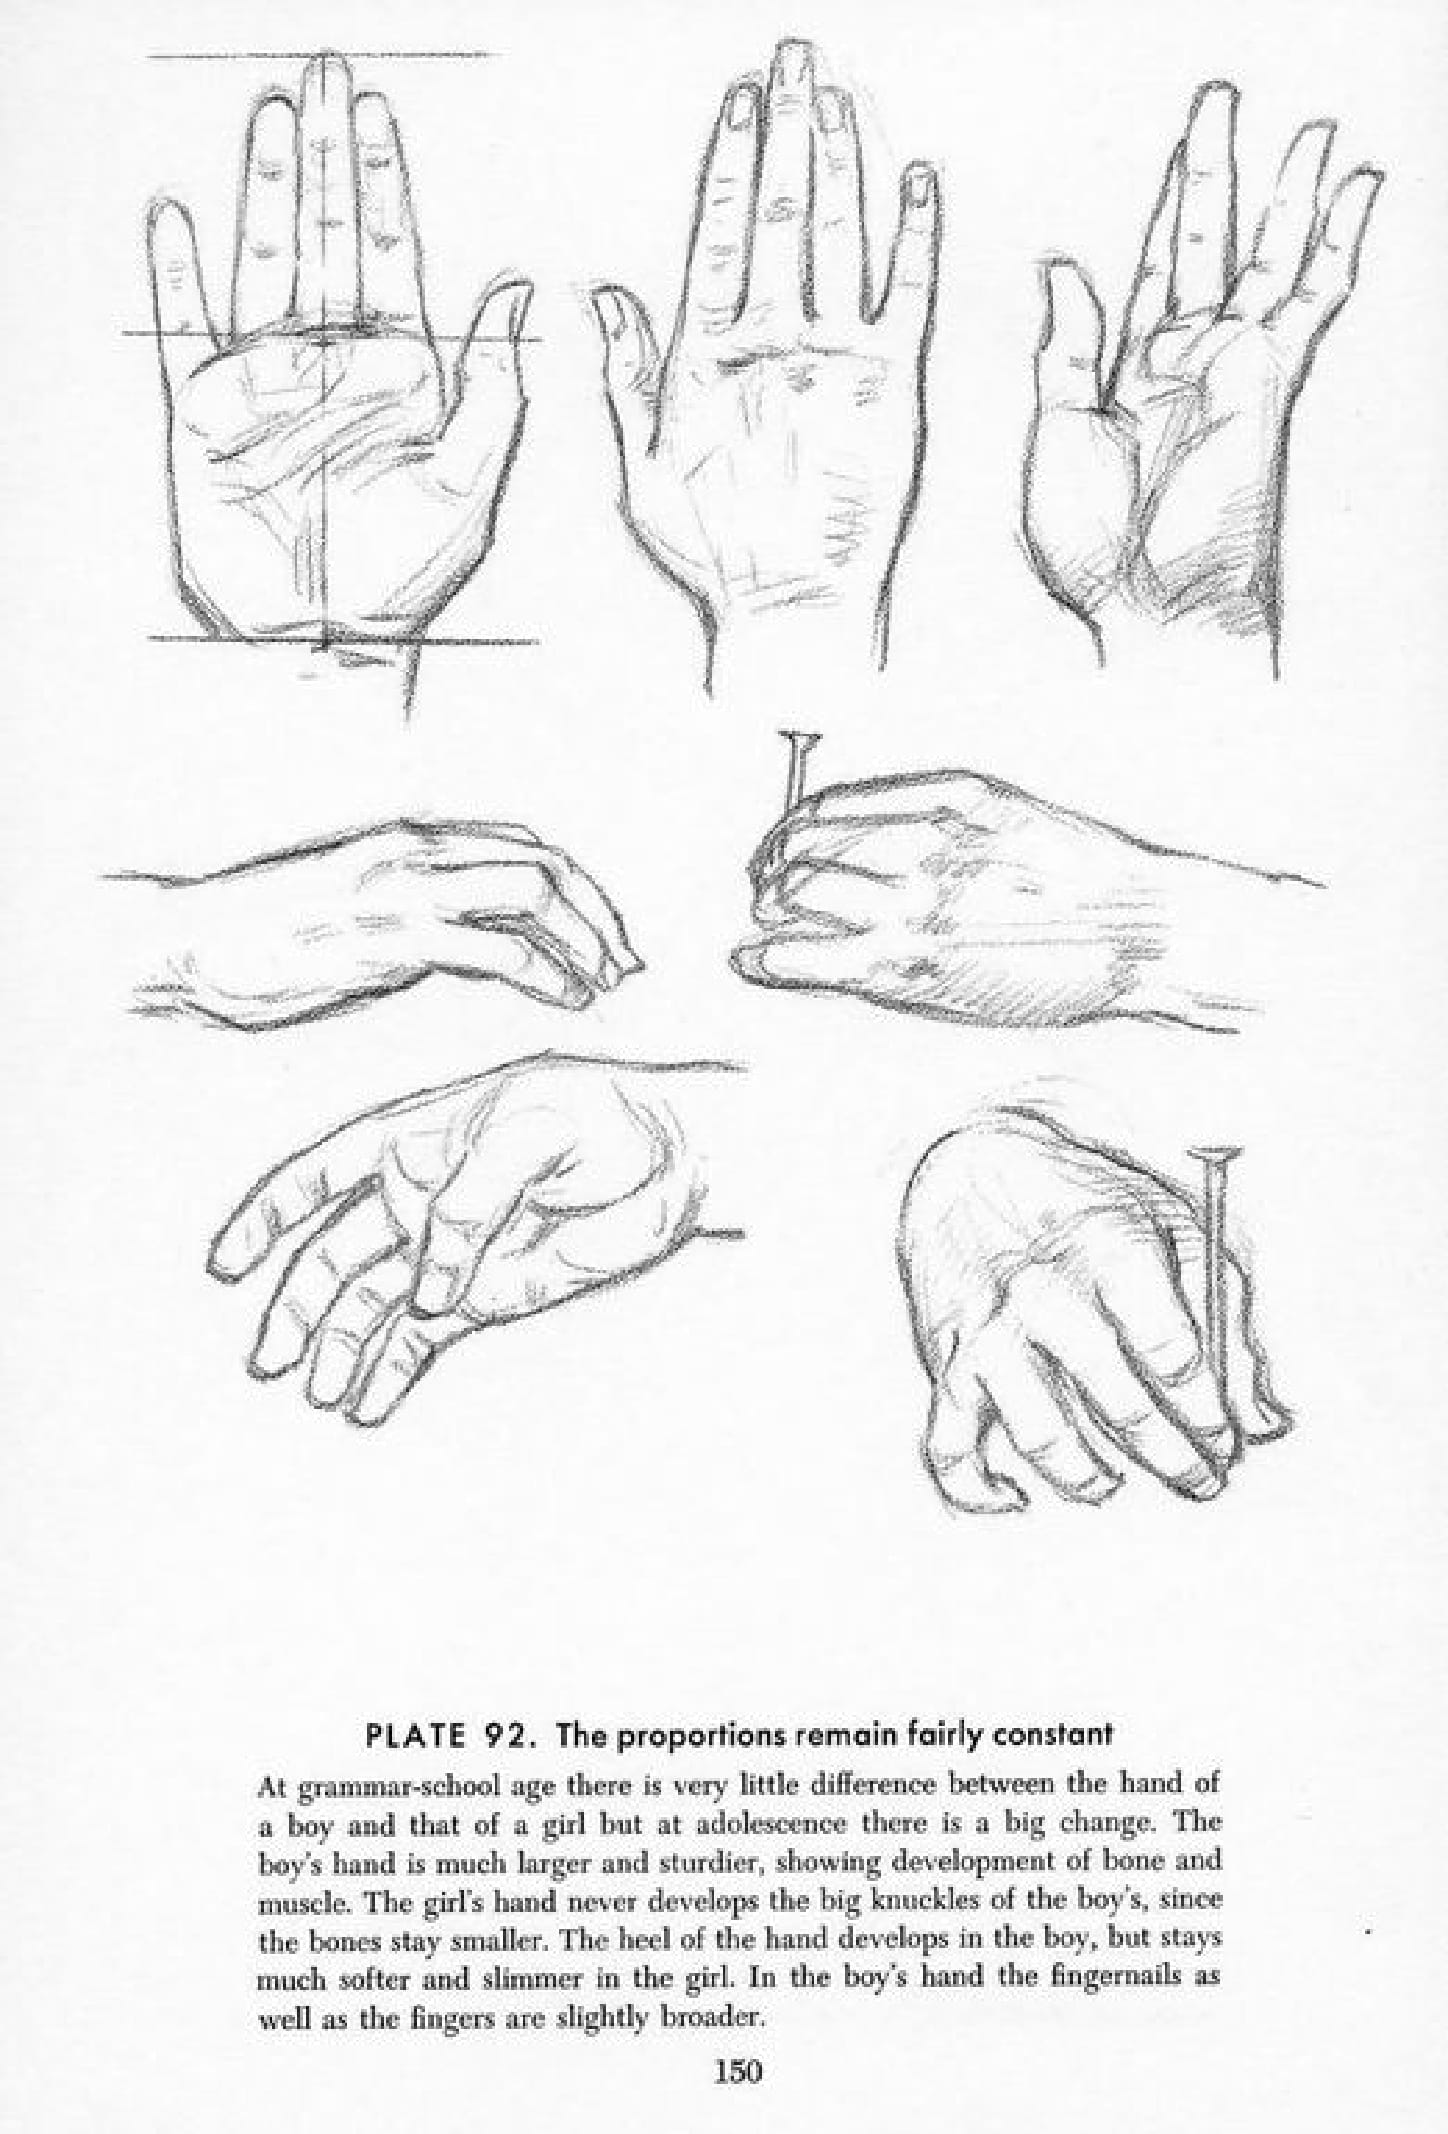 PLATE 92. The proportions remain fairly constant
At grammar-school age there is very little difference between the hand of
a boy and that of a girl but at adolescence there is a big change. The
boy's hand is much larger and sturdier, showing development of bone and
muscle. The girl's hand never develops the big knuckles of the boy's, since
the bones stay smaller. The heel of the hand develops in the boy, but stays
much softer and slimmer in the girl. In the boy's hand the fingernails as
well as the fingers are slightly broader.
150